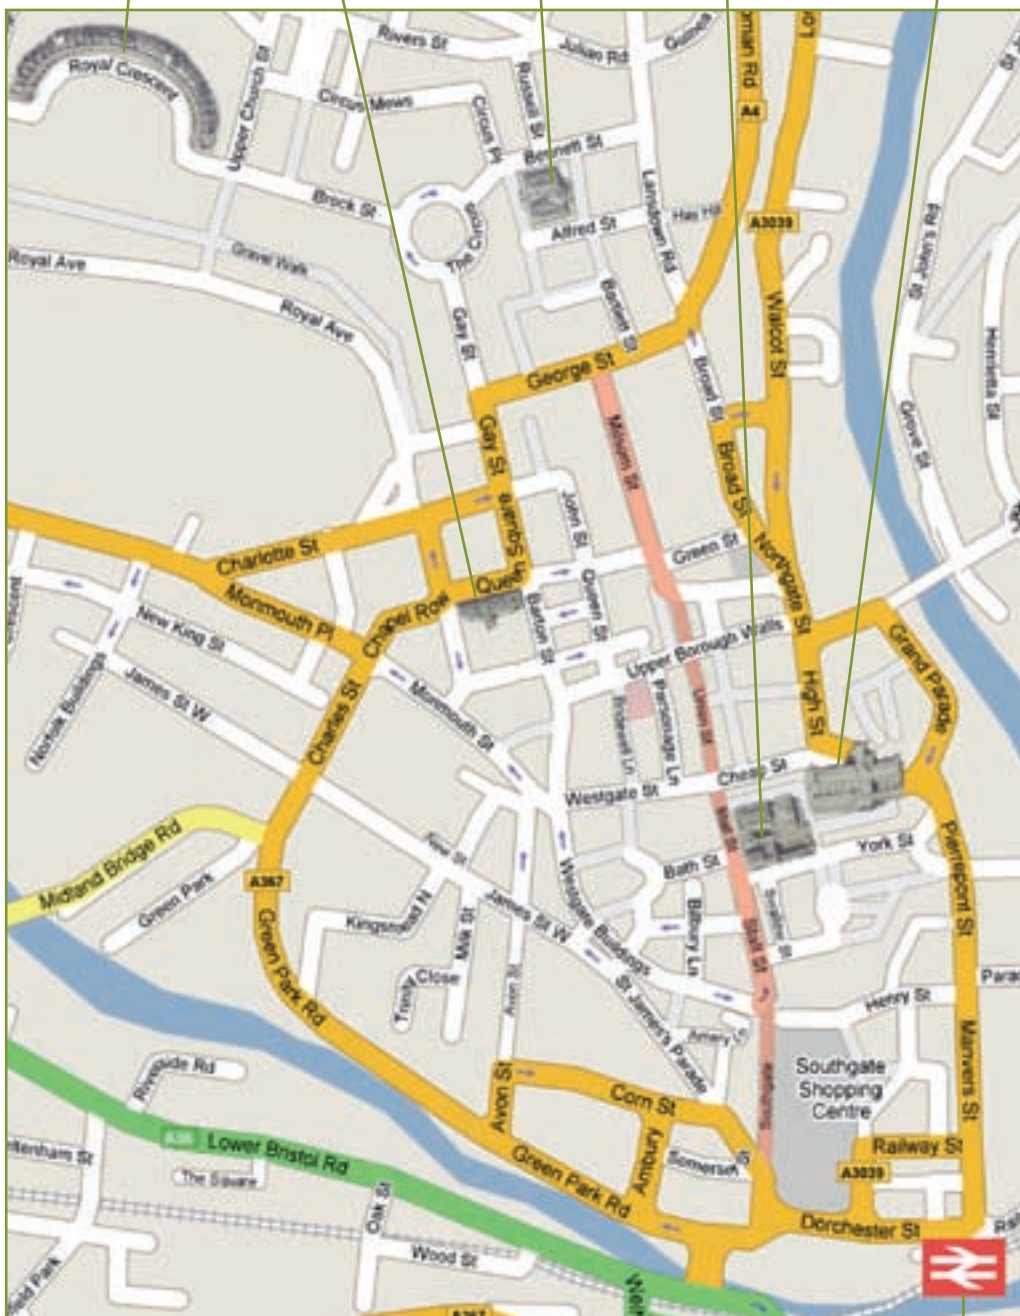 Rivers St
Julian Rd
Guinea
Royal Crescent
Upper Church St
Circus Mews
Russell St
Circus Pl
A4
Bennett St
Brock St
Lansdown Rd
Hay Hill
A3039
The Circus
Alfred St
St John's Rd
Royal Ave
Gravel Walk
Royal Ave
Gay St
Bartlett St
Walcot St
Henrietta St
George St
Broad St
Grove St
Gay St
Milsom St
Broad St
John St
Queen Square
Charlotte St
Green St
Northgate St
Monmouth Pl
Chapel Row
Queen St
Barton St
New King St
Upper Borough Walls
Grand Parade
Norfolk Buildings
James St W
Charles St
Monmouth St
Parsonage Ln
Bridewell Ln
Union St
High St
Cheap St
Westgate St
Midland Bridge Rd
Green Park
A367
Stall St
York St
Pierrepont St
Bath St
Westgate Buildings
James St W
Kingsmead N
Milk St
Bilbury Ln
Stall St
Trinity Close
Avon St
St James's Parade
Henry St
Para
Green Park Rd
Amery
Manvers St
Southgate
Southgate
Shopping
Centre
Riverside Rd
Avon St
Corn St
Lower Bristol Rd
Ambury
Somerset St
Railway St
A3039
The Square
Green Park Rd
Oak St
Dorchester St
Wood St
A367